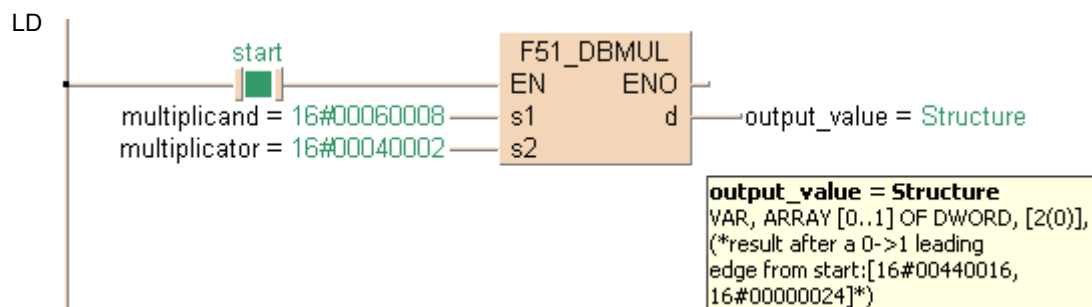 LD
start
F51_DBMUL
EN ENO
multiplicand = 16#00060008 s1 d output_value = Structure
multiplicator = 16#00040002 s2
output_value = Structure
VAR, ARRAY [0..1] OF DWORD, [2(0)],
(*result after a 0->1 leading
edge from start:[16#00440016,
16#00000024]*)